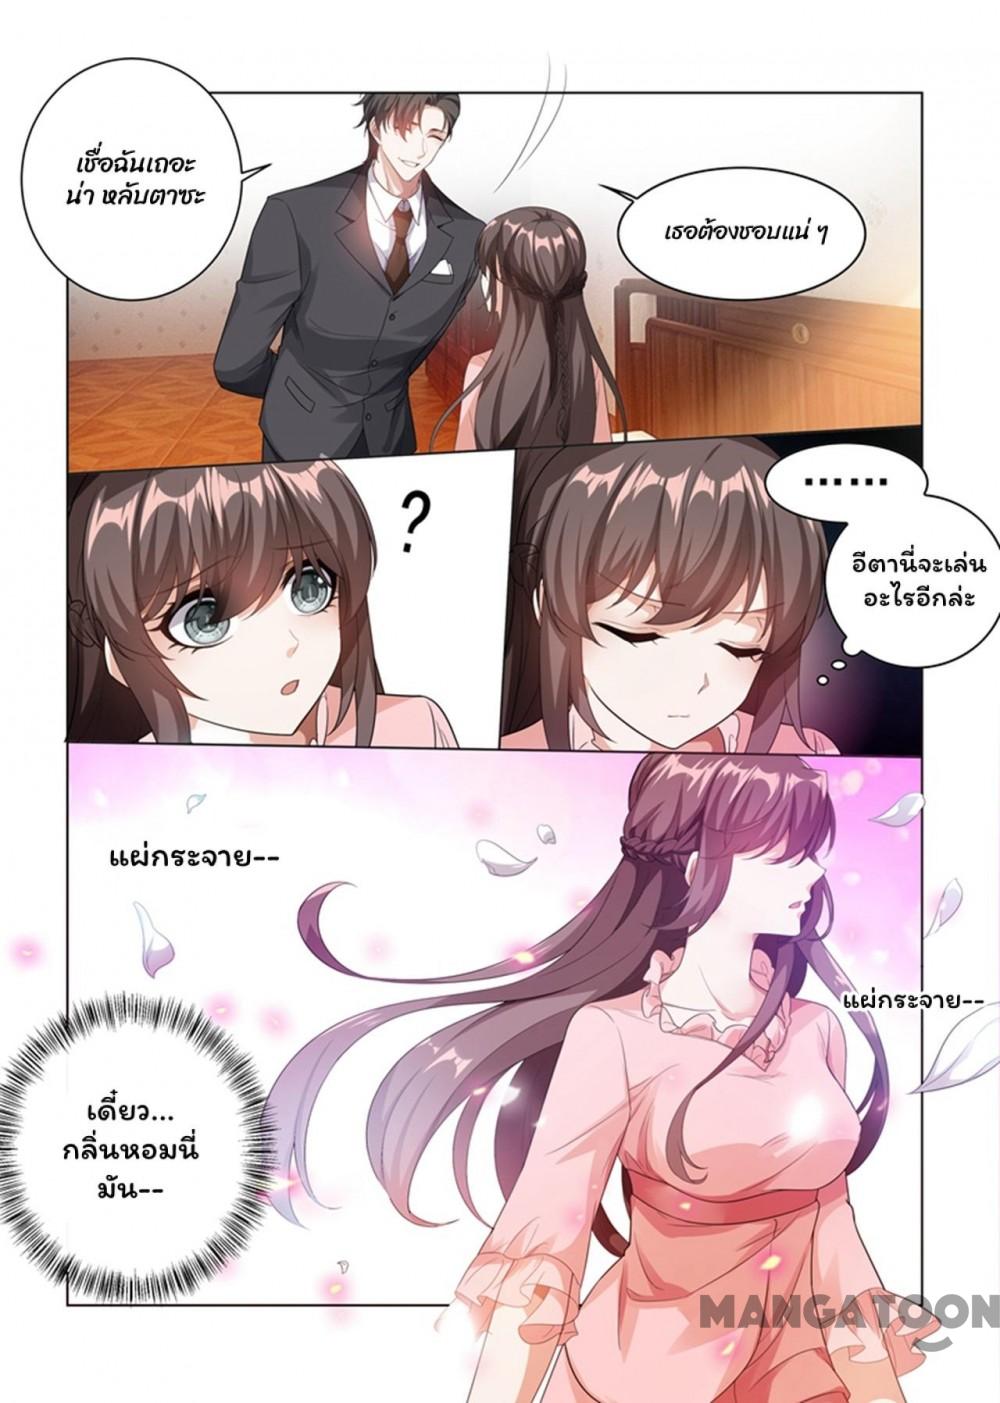 เชื่อฉันเถอะ
น่า หลับตาซะ
เธอต้องชอบแน่ ๆ
?
......
อีตานี่จะเล่น
อะไรอีกล่ะ
แผ่กระจาย--
แผ่กระจาย--
เดี๋ยว...
กลิ่นหอมนี่
มัน--
MANGATOON